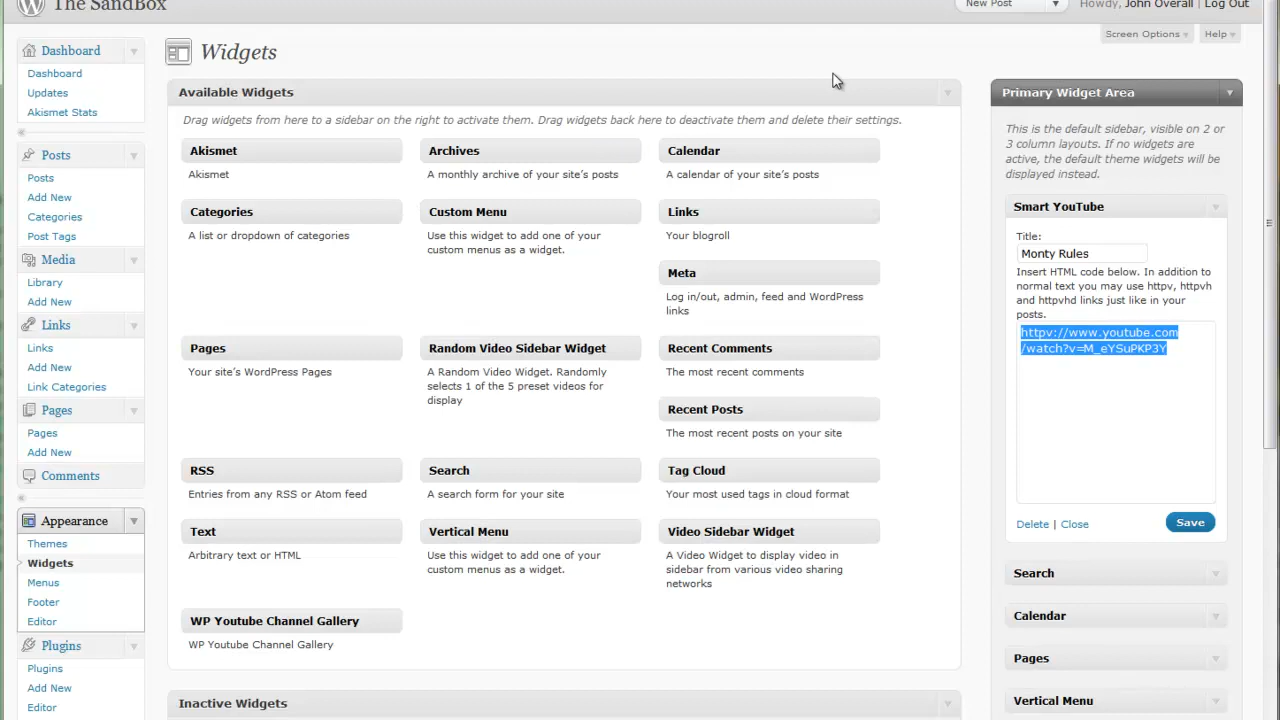 The SandBox
New Post
Howdy, John Overall | Log Out
Screen Options
Help
Dashboard
Dashboard
Updates
Akismet Stats
Posts
Posts
Add New
Categories
Post Tags
Media
Library
Add New
Links
Links
Add New
Link Categories
Pages
Pages
Add New
Comments
Appearance
Themes
Widgets
Menus
Footer
Editor
Plugins
Plugins
Add New
Editor
Widgets
Available Widgets
Drag widgets from here to a sidebar on the right to activate them. Drag widgets back here to deactivate them and delete their settings.
Akismet
Akismet
Archives
A monthly archive of your site's posts
Calendar
A calendar of your site's posts
Categories
A list or dropdown of categories
Custom Menu
Use this widget to add one of your
custom menus as a widget.
Links
Your blogroll
Meta
Log in/out, admin, feed and WordPress
links
Pages
Your site's WordPress Pages
Random Video Sidebar Widget
A Random Video Widget. Randomly
selects 1 of the 5 preset videos for
display
Recent Comments
The most recent comments
Recent Posts
The most recent posts on your site
RSS
Entries from any RSS or Atom feed
Search
A search form for your site
Tag Cloud
Your most used tags in cloud format
Text
Arbitrary text or HTML
Vertical Menu
Use this widget to add one of your
custom menus as a widget.
Video Sidebar Widget
A Video Widget to display video in
sidebar from various video sharing
networks
WP Youtube Channel Gallery
WP Youtube Channel Gallery
Inactive Widgets
Primary Widget Area
This is the default sidebar, visible on 2 or
3 column layouts. If no widgets are
active, the default theme widgets will be
displayed instead.
Smart YouTube
Title:
Monty Rules
Insert HTML code below. In addition to
normal text you may use httpv, httpvh
and httpvhd links just like in your
posts.
httpv://www.youtube.com
/watch?v=M_eYSuPKP3Y
Delete | Close
Save
Search
Calendar
Pages
Vertical Menu